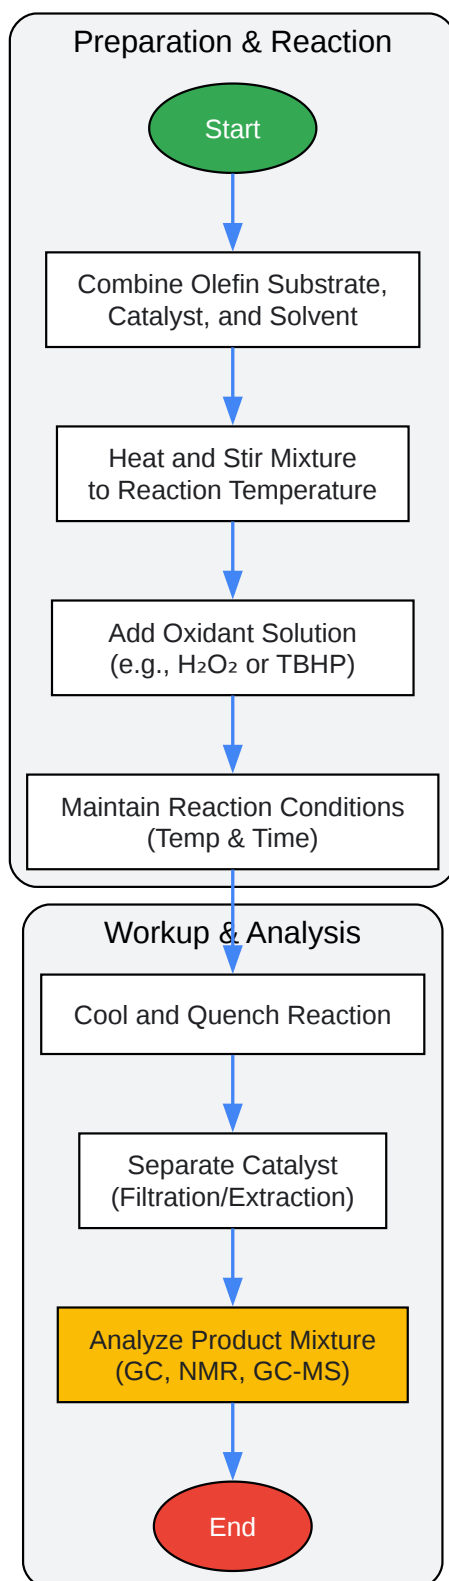 Preparation & Reaction
Start
Combine Olefin Substrate,
Catalyst, and Solvent
Heat and Stir Mixture
to Reaction Temperature
Add Oxidant Solution
(e.g., H₂O₂ or TBHP)
Maintain Reaction Conditions
(Temp & Time)
Workup & Analysis
Cool and Quench Reaction
Separate Catalyst
(Filtration/Extraction)
Analyze Product Mixture
(GC, NMR, GC-MS)
End